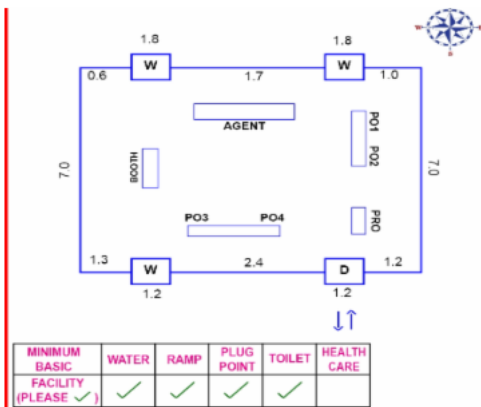 1.8 1.8
0.6 W 1.7 W 1.0
AGENT
PO1
PO2
7.0 BOOTH 7.0
PRO
PO3 PO4
1.3 W 2.4 D 1.2
1.2 1.2
MINIMUM BASIC FACILITY (PLEASE ✓) WATER RAMP PLUG POINT TOILET HEALTH CARE
✓ ✓ ✓ ✓